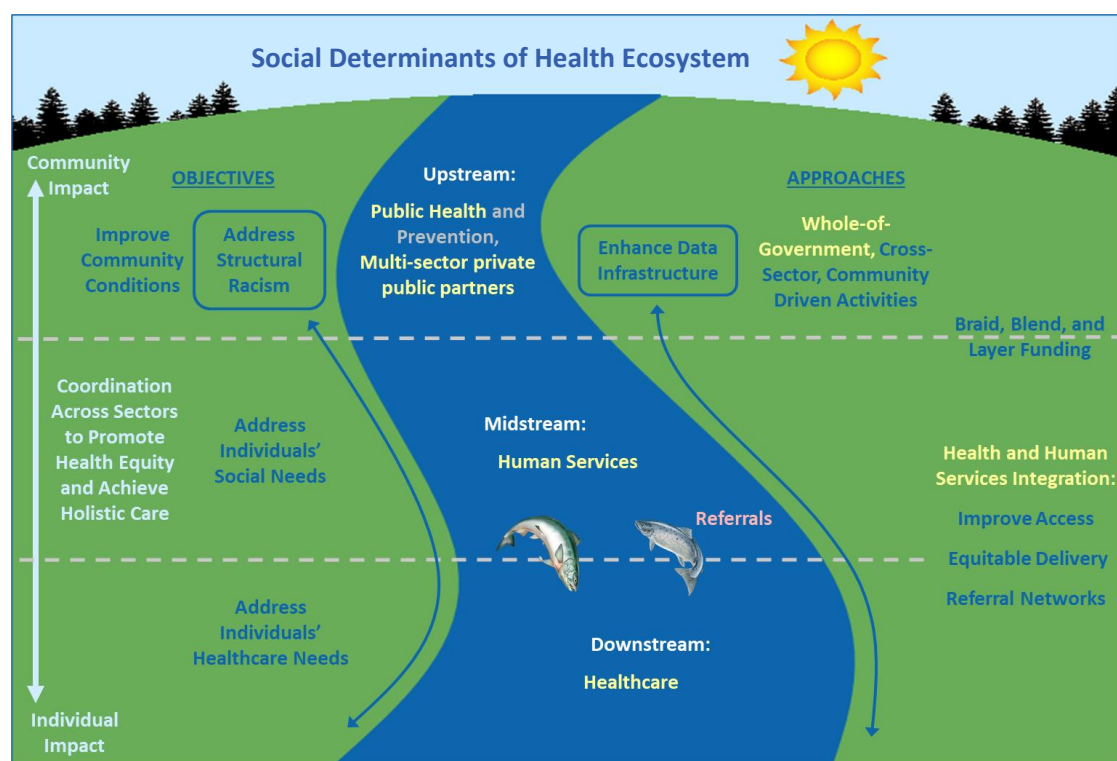 Social Determinants of Health Ecosystem
Community
Impact
OBJECTIVES
Improve
Community
Conditions
Address
Structural
Racism
Upstream:
Public Health and
Prevention,
Multi-sector private
public partners
APPROACHES
Enhance Data
Infrastructure
Whole-of-
Government, Cross-
Sector, Community
Driven Activities
Braid, Blend, and
Layer Funding
Coordination
Across Sectors
to Promote
Health Equity
and Achieve
Holistic Care
Address
Individuals’
Social Needs
Midstream:
Human Services
Referrals
Health and Human
Services Integration:
Improve Access
Equitable Delivery
Referral Networks
Address
Individuals’
Healthcare Needs
Downstream:
Healthcare
Individual
Impact